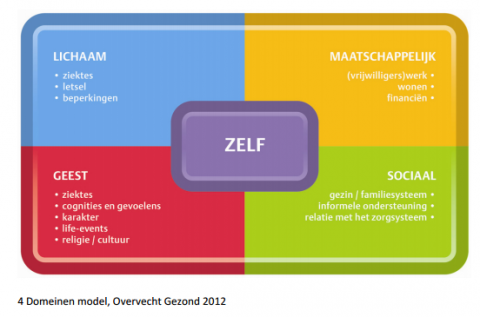 LICHAAM
• ziektes
• letsel
• beperkingen
MAATSCHAPPELIJK
(vrijwilligers)werk •
wonen •
financiën •
ZELF
GEEST
• ziektes
• cognities en gevoelens
• karakter
• life-events
• religie / cultuur
SOCIAAL
gezin / familiesysteem •
informele ondersteuning •
relatie met het zorgsysteem •
4 Domeinen model, Overvecht Gezond 2012